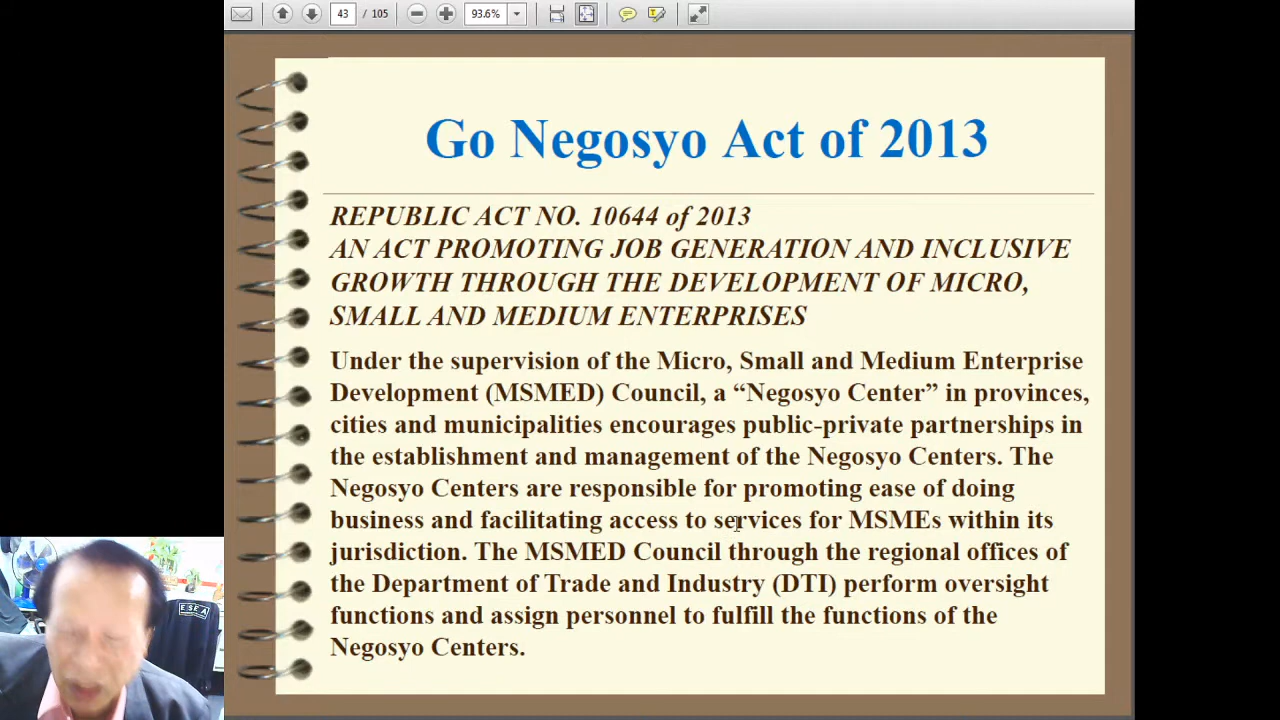 43 / 105 93.6%
Go Negosyo Act of 2013
REPUBLIC ACT NO. 10644 of 2013
AN ACT PROMOTING JOB GENERATION AND INCLUSIVE
GROWTH THROUGH THE DEVELOPMENT OF MICRO,
SMALL AND MEDIUM ENTERPRISES
Under the supervision of the Micro, Small and Medium Enterprise
Development (MSMED) Council, a “Negosyo Center” in provinces,
cities and municipalities encourages public-private partnerships in
the establishment and management of the Negosyo Centers. The
Negosyo Centers are responsible for promoting ease of doing
business and facilitating access to services for MSMEs within its
jurisdiction. The MSMED Council through the regional offices of
the Department of Trade and Industry (DTI) perform oversight
functions and assign personnel to fulfill the functions of the
Negosyo Centers.
ESEA